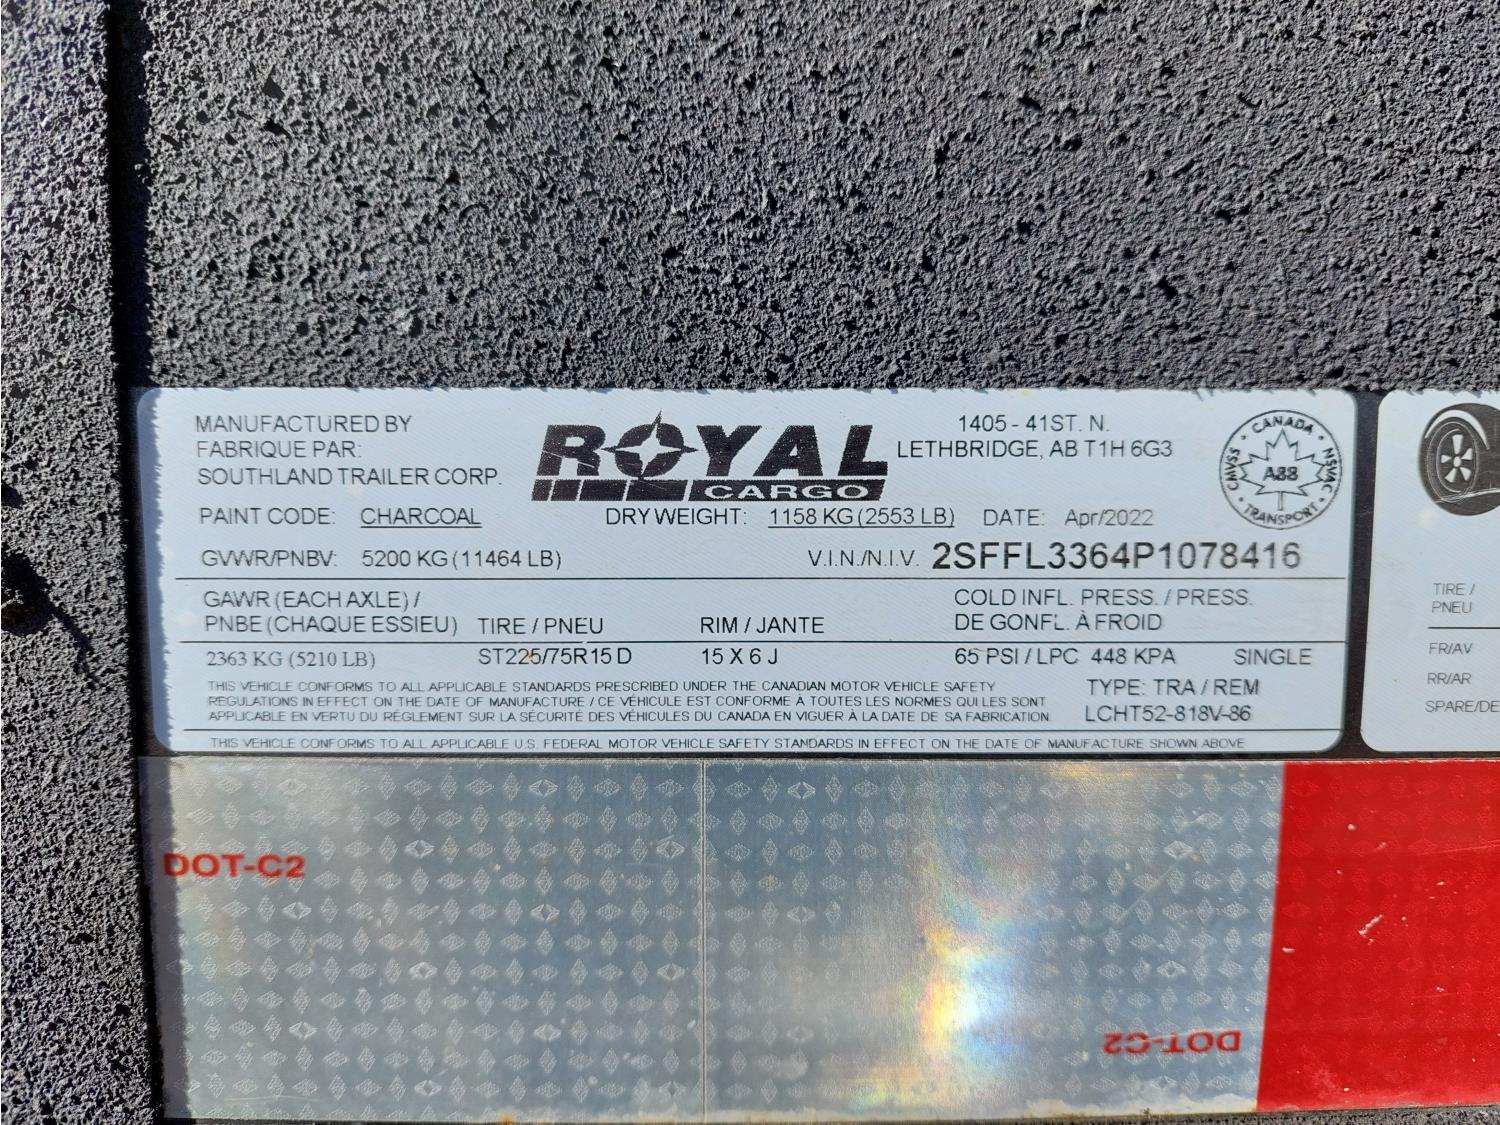 MANUFACTURED BY
FABRIQUE PAR:
SOUTHLAND TRAILER CORP.
ROYAL
CARGO
1405 - 41ST. N.
LETHBRIDGE, AB T1H 6G3
CANADA
CMVSS
NSVAC
A88
TRANSPORT
PAINT CODE: CHARCOAL DRY WEIGHT: 1158 KG (2553 LB) DATE: Apr/2022
GVWR/PNBV: 5200 KG (11464 LB) V.I.N./N.I.V. 2SFFL3364P1078416
GAWR (EACH AXLE) / COLD INFL. PRESS. / PRESS.
PNBE (CHAQUE ESSIEU) TIRE / PNEU RIM / JANTE DE GONFL. À FROID
2363 KG (5210 LB) ST225/75R15 D 15 X 6 J 65 PSI / LPC 448 KPA SINGLE
THIS VEHICLE CONFORMS TO ALL APPLICABLE STANDARDS PRESCRIBED UNDER THE CANADIAN MOTOR VEHICLE SAFETY
REGULATIONS IN EFFECT ON THE DATE OF MANUFACTURE / CE VÉHICULE EST CONFORME À TOUTES LES NORMES QUI LES SONT
APPLICABLE EN VERTU DU RÉGLEMENT SUR LA SÉCURITÉ DES VÉHICULES DU CANADA EN VIGUER À LA DATE DE SA FABRICATION.
TYPE: TRA / REM
LCHT52-818V-86
THIS VEHICLE CONFORMS TO ALL APPLICABLE U.S. FEDERAL MOTOR VEHICLE SAFETY STANDARDS IN EFFECT ON THE DATE OF MANUFACTURE SHOWN ABOVE
TIRE /
PNEU
FR/AV
RR/AR
SPARE/DE
DOT-C2
DOT-C2